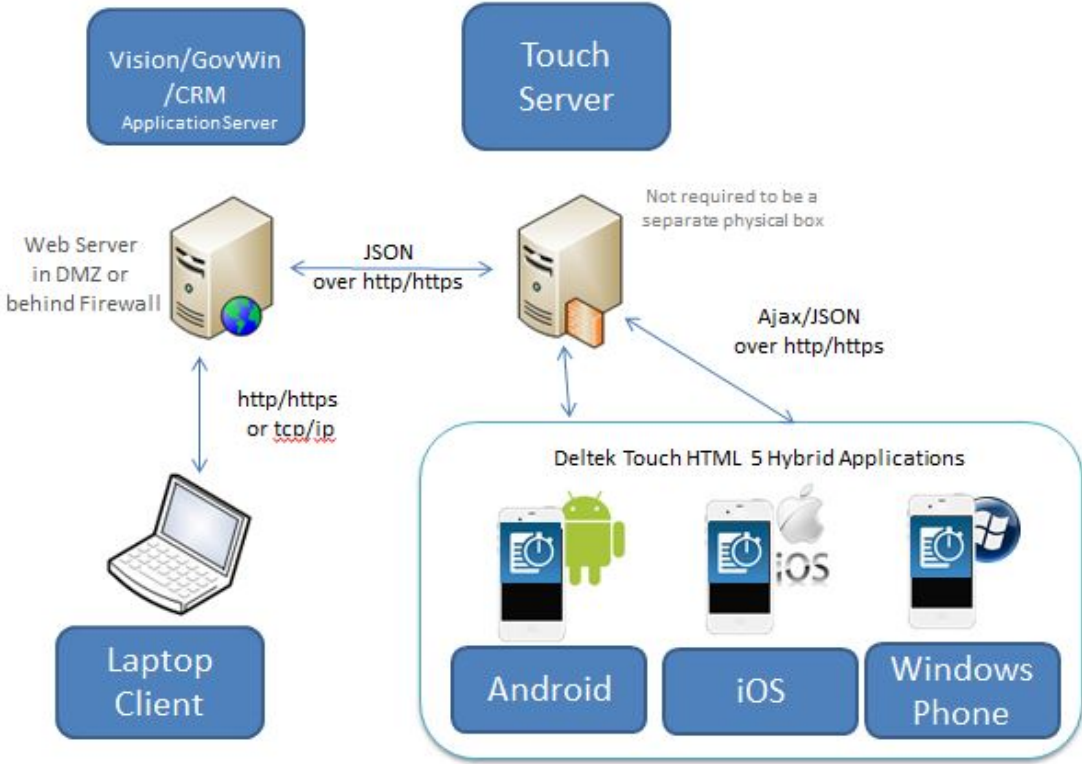 Vision/GovWin
/CRM
Application Server
Touch
Server
Not required to be a
separate physical box
Web Server
in DMZ or
behind Firewall
JSON
over http/https
Ajax/JSON
over http/https
http/https
or tcp/ip
Deltek Touch HTML 5 Hybrid Applications
iOS
Laptop
Client
Android
iOS
Windows
Phone